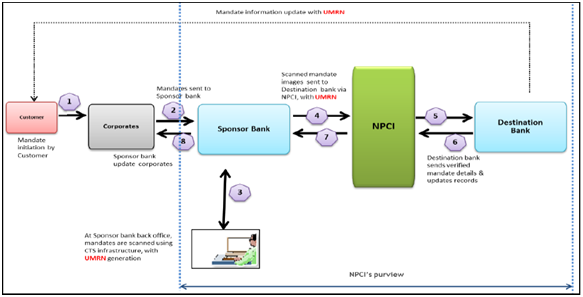 Mandate information update with UMRN
Customer
1
Mandate
initiation by
Customer
Corporates
Mandates sent to
Sponsor bank
2
8
Sponsor bank
update corporates
Sponsor Bank
3
At Sponsor bank back office,
mandates are scanned using
CTS infrastructure, with
UMRN generation
Scanned mandate
images sent to
Destination bank via
NPCI, with UMRN
4
7
NPCI
5
6
Destination bank
sends verified
mandate details &
updates records
Destination
Bank
NPCI's purview